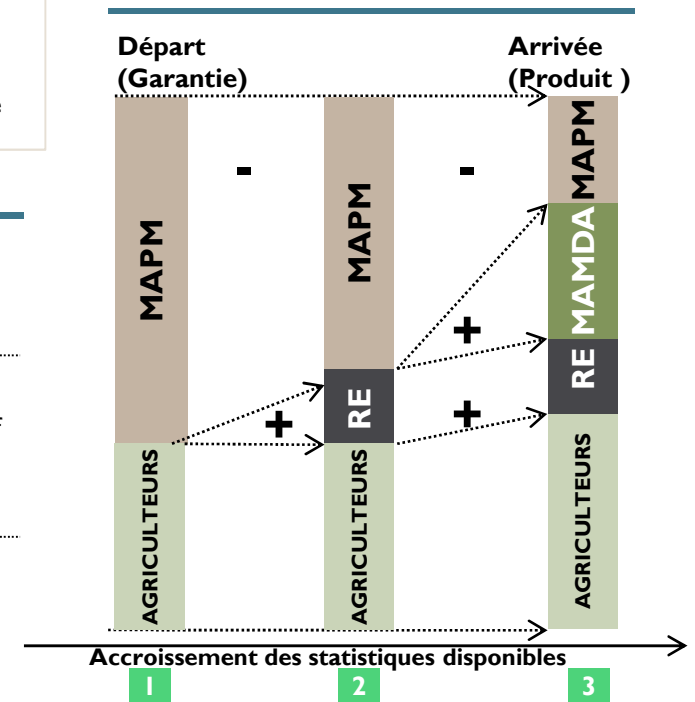 Départ
(Garantie)
Arrivée
(Produit )
MAPM
AGRICULTEURS
-
+
MAPM
RE
AGRICULTEURS
-
+
+
MAPM
MAMDA
RE
AGRICULTEURS
Accroissement des statistiques disponibles
1
2
3